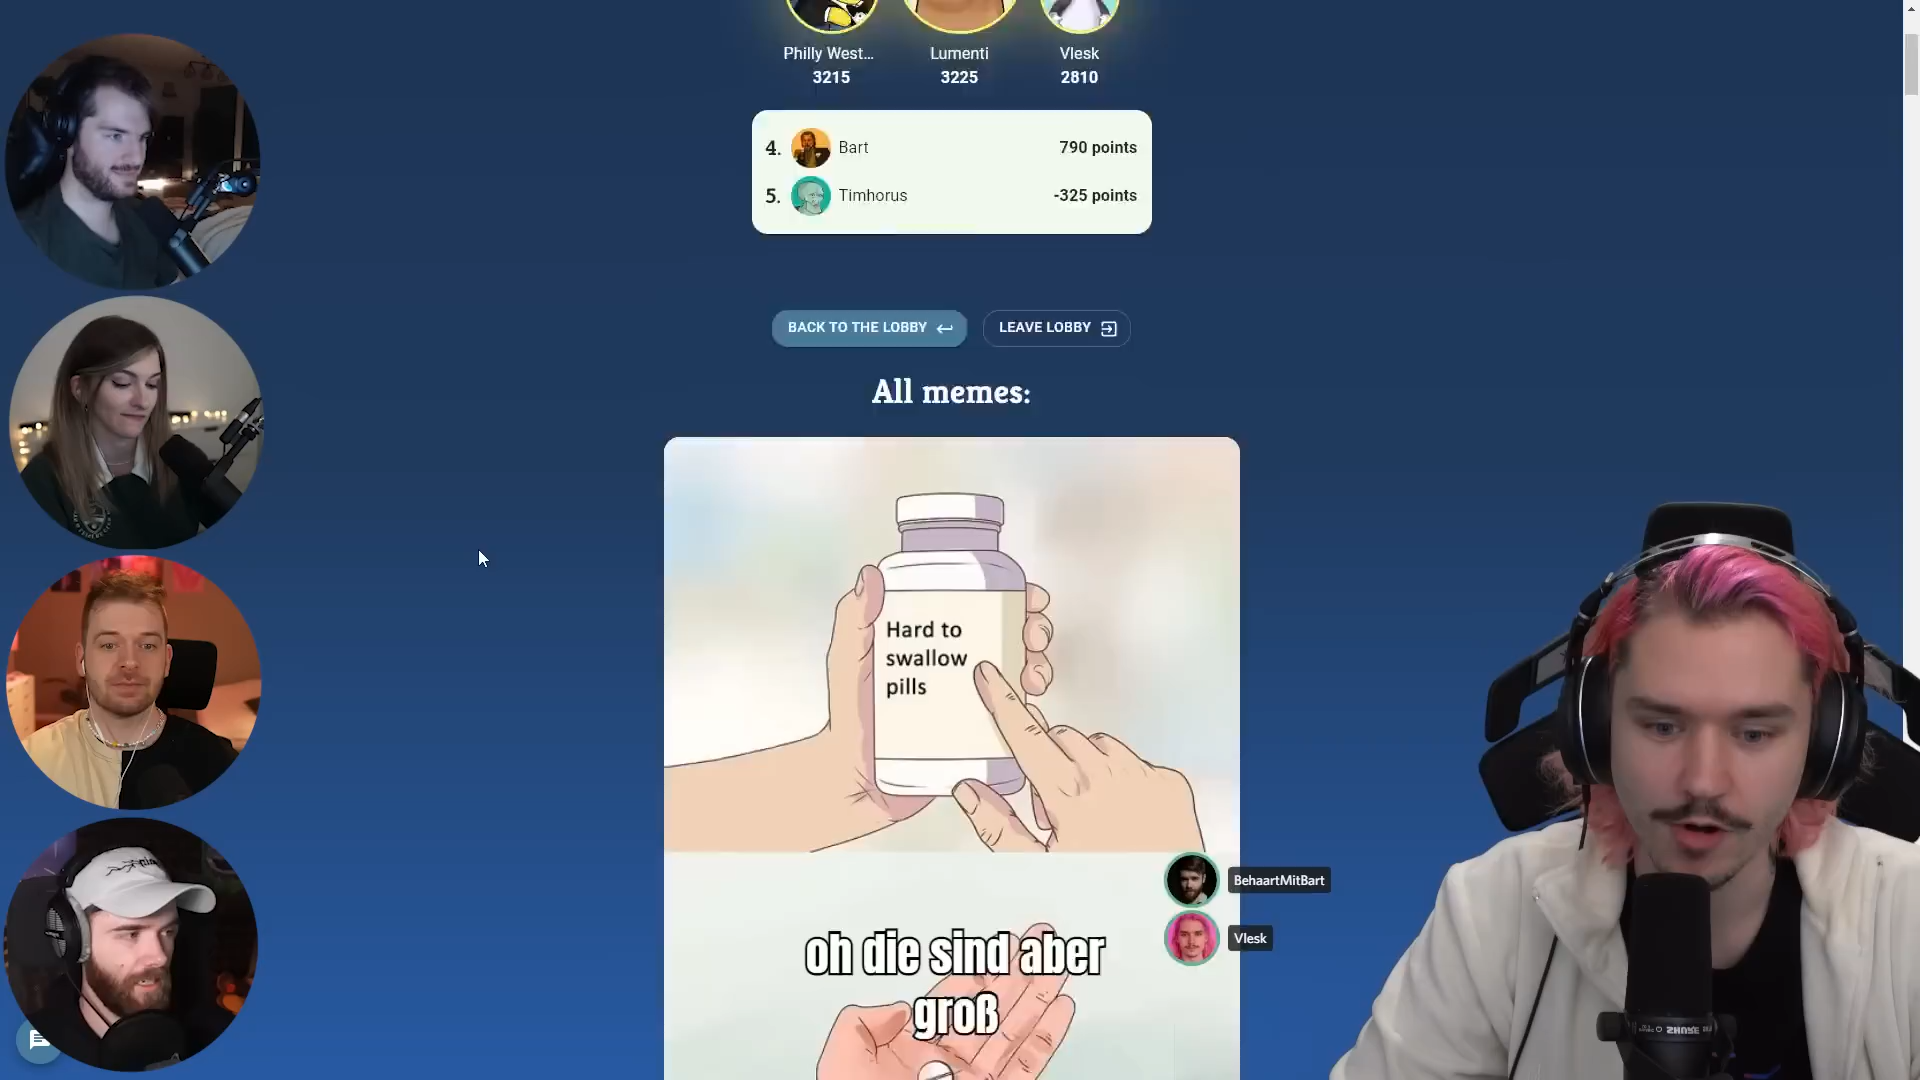 Philly West...
3215
Lumenti
3225
Vlesk
2810
4. Bart 790 points
5. Timhorus -325 points
BACK TO THE LOBBY
LEAVE LOBBY
All memes:
Hard to
swallow
pills
BehaartMitBart
Vlesk
oh die sind aber
groß
SHURE